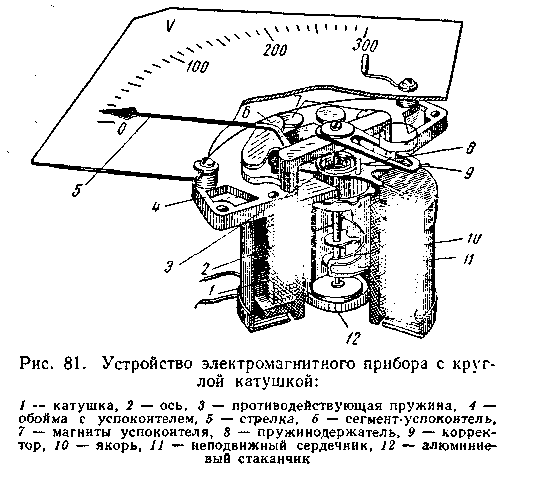 V
100
200
300
0
6
7
5
4
8
9
3
2
1
10
11
12
Рис. 81. Устройство электромагнитного прибора с круг-
лой катушкой:
1 — катушка, 2 — ось, 3 — противодействующая пружина, 4 —
обойма с успокоителем, 5 — стрелка, 6 — сегмент-успокоитель,
7 — магниты успокоителя, 8 — пружинодержатель, 9 — коррек-
тор, 10 — якорь, 11 — неподвижный сердечник, 12 — алюминие-
вый стаканчик